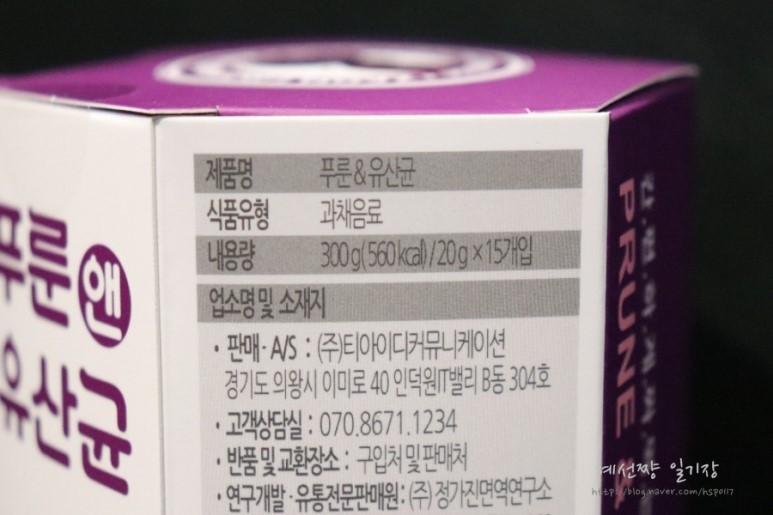 제품명 푸룬&유산균
식품유형 과채음료
내용량 300g(560kcal)/20g×15개입
업소명 및 소재지
• 판매·A/S : (주)티아이디커뮤니케이션
경기도 의왕시 이미로 40 인덕원IT밸리 B동 304호
• 고객상담실 : 070.8671.1234
• 반품 및 교환장소 : 구입처 및 판매처
• 연구개발·유통전문판매원 : (주) 정가진면역연구소
푸룬 앤
유산균
PRUNE &
예선짱 일기장
http://blog.naver.com/hsp0117